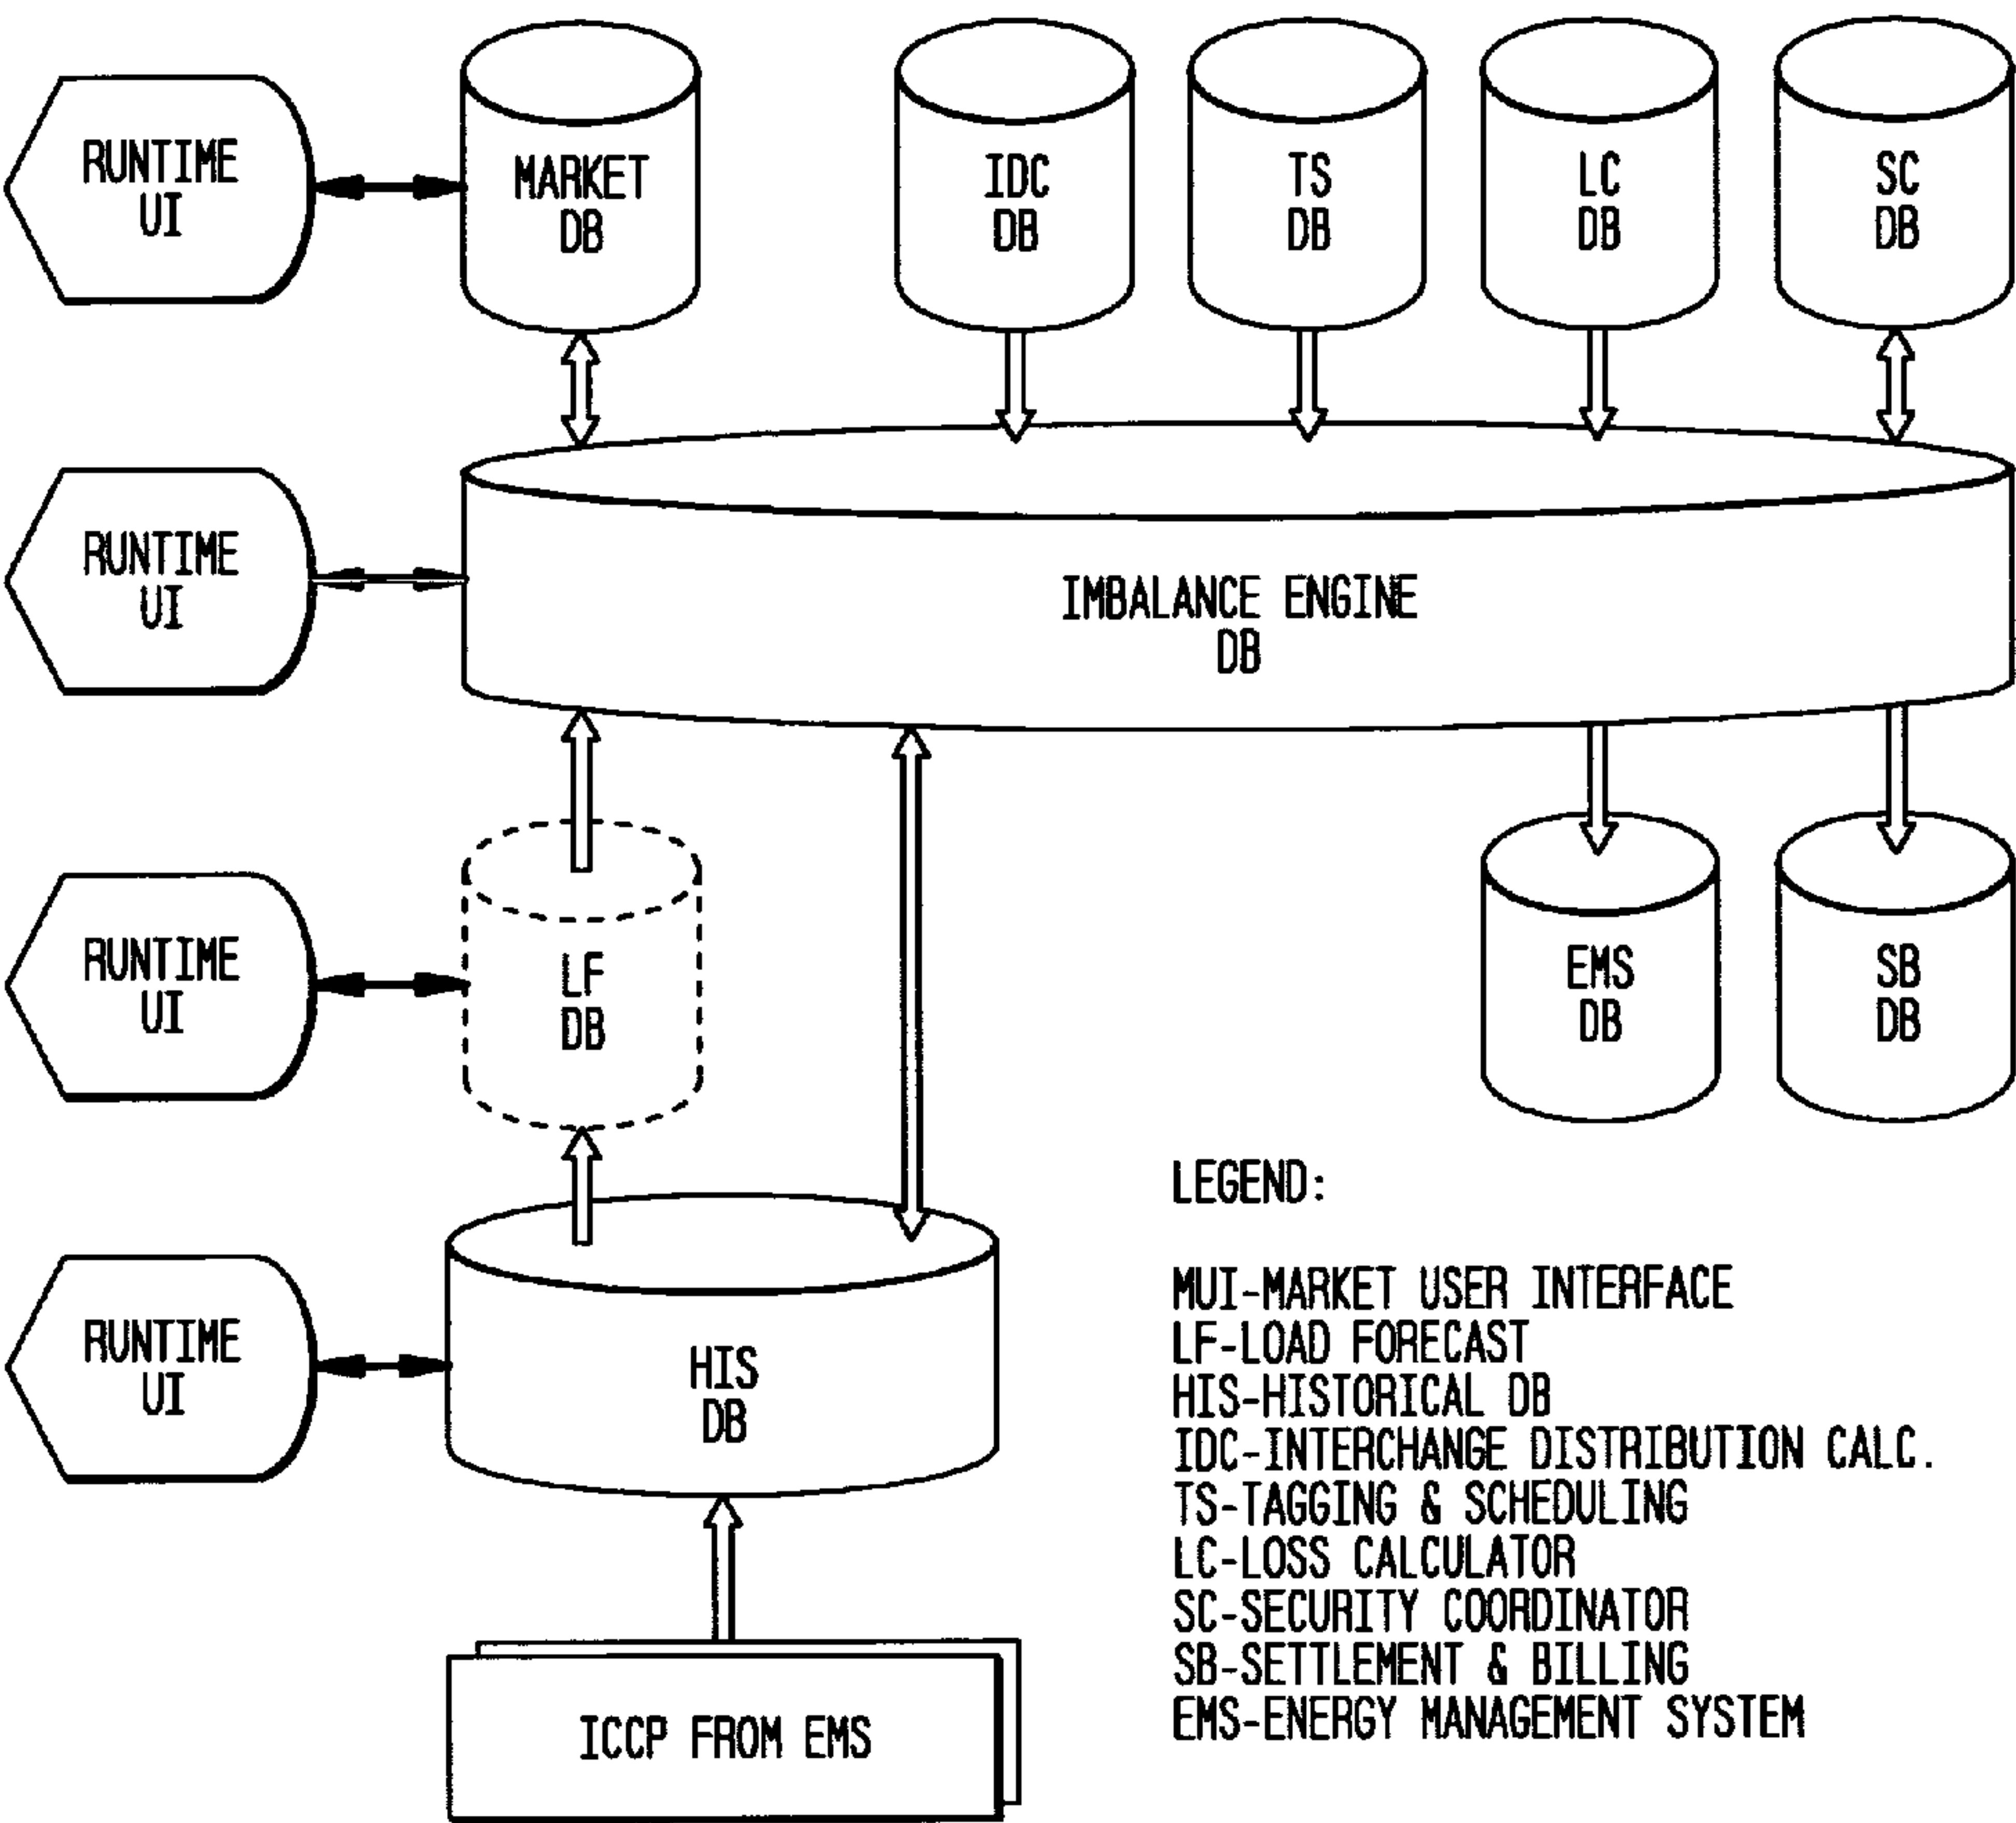 RUNTIME
UI
MARKET
DB
IDC
DB
TS
DB
LC
DB
SC
DB
RUNTIME
UI
IMBALANCE ENGINE
DB
RUNTIME
UI
LF
DB
EMS
DB
SB
DB
RUNTIME
UI
HIS
DB
ICCP FROM EMS
LEGEND:
MUI-MARKET USER INTERFACE
LF-LOAD FORECAST
HIS-HISTORICAL DB
IDC-INTERCHANGE DISTRIBUTION CALC.
TS-TAGGING & SCHEDULING
LC-LOSS CALCULATOR
SC-SECURITY COORDINATOR
SB-SETTLEMENT & BILLING
EMS-ENERGY MANAGEMENT SYSTEM